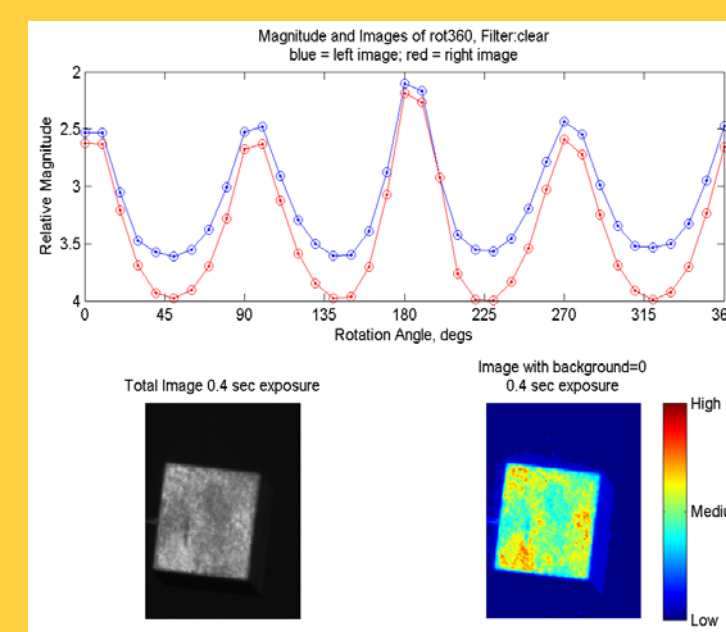 Magnitude and Images of rot360, Filter:clear
blue = left image; red = right image
Relative Magnitude
2
2.5
3
3.5
4
0 45 90 135 180 225 270 315 36
Rotation Angle, degs
Total Image 0.4 sec exposure
Image with background=0
0.4 sec exposure
High
Mediu
Low